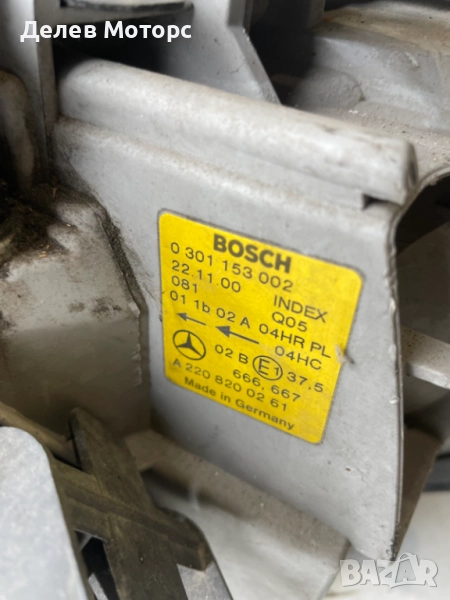 Делев Моторс
BOSCH
0 301 153 002
22.11.00 INDEX
081 Q05
01 1b 02 A 04HR PL
04HC
02 B E1 37,5
666, 667
A 220 820 02 61
Made in Germany
BAZAR